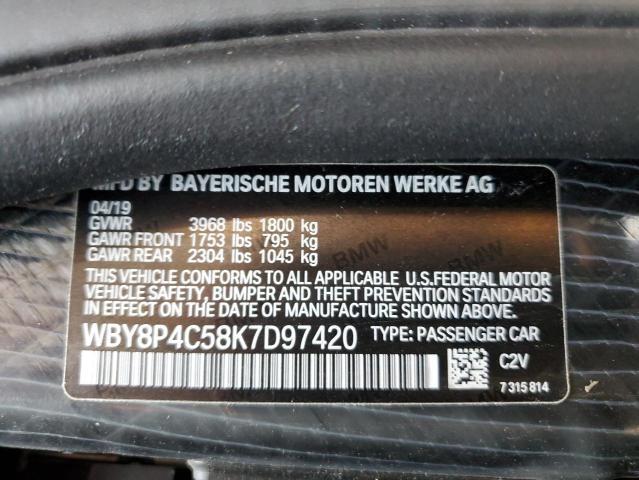 MFD BY BAYERISCHE MOTOREN WERKE AG
04/19
GVWR 3968 lbs 1800 kg
GAWR FRONT 1753 lbs 795 kg
GAWR REAR 2304 lbs 1045 kg
THIS VEHICLE CONFORMS TO ALL APPLICABLE U.S.FEDERAL MOTOR
VEHICLE SAFETY, BUMPER AND THEFT PREVENTION STANDARDS
IN EFFECT ON THE DATE OF MANUFACTURE SHOWN ABOVE.
WBY8P4C58K7D97420 TYPE: PASSENGER CAR
C2V
7 315 814
BMW